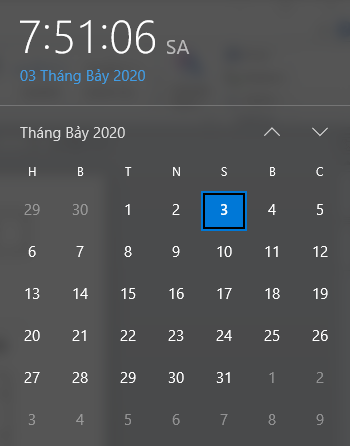 7:51:06 SA
03 Tháng Bảy 2020
Tháng Bảy 2020
H B T N S B C
29 30 1 2 3 4 5
6 7 8 9 10 11 12
13 14 15 16 17 18 19
20 21 22 23 24 25 26
27 28 29 30 31 1 2
3 4 5 6 7 8 9